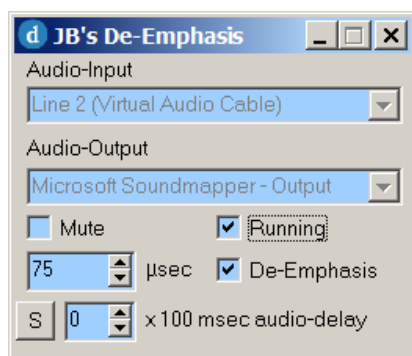 d JB's De-Emphasis
Audio-Input
Line 2 (Virtual Audio Cable)
Audio-Output
Microsoft Soundmapper - Output
Mute Running
75 µsec De-Emphasis
S 0 x 100 msec audio-delay